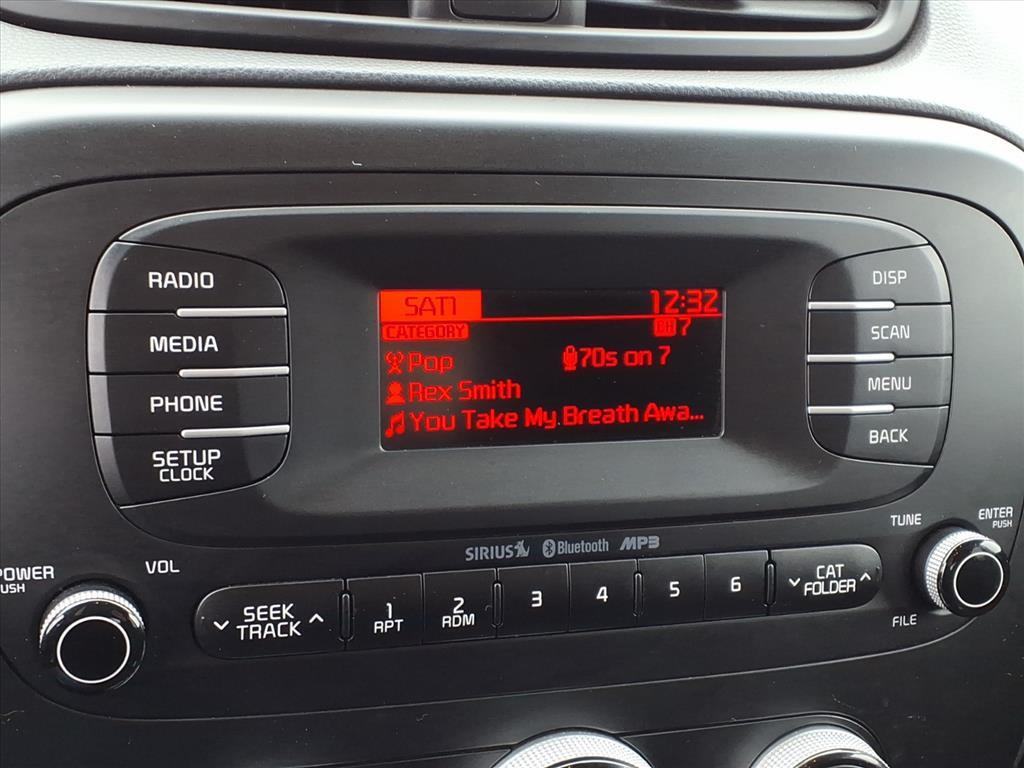 RADIO
MEDIA
PHONE
SETUP
CLOCK
SAT1 12:32
CATEGORY CH 7
Pop 70s on 7
Rex Smith
You Take My Breath Awa...
DISP
SCAN
MENU
BACK
SIRIUS Bluetooth MP3
POWER
PUSH
VOL
SEEK
TRACK
1
RPT
2
RDM
3
4
5
6
CAT
FOLDER
TUNE
ENTER
PUSH
FILE